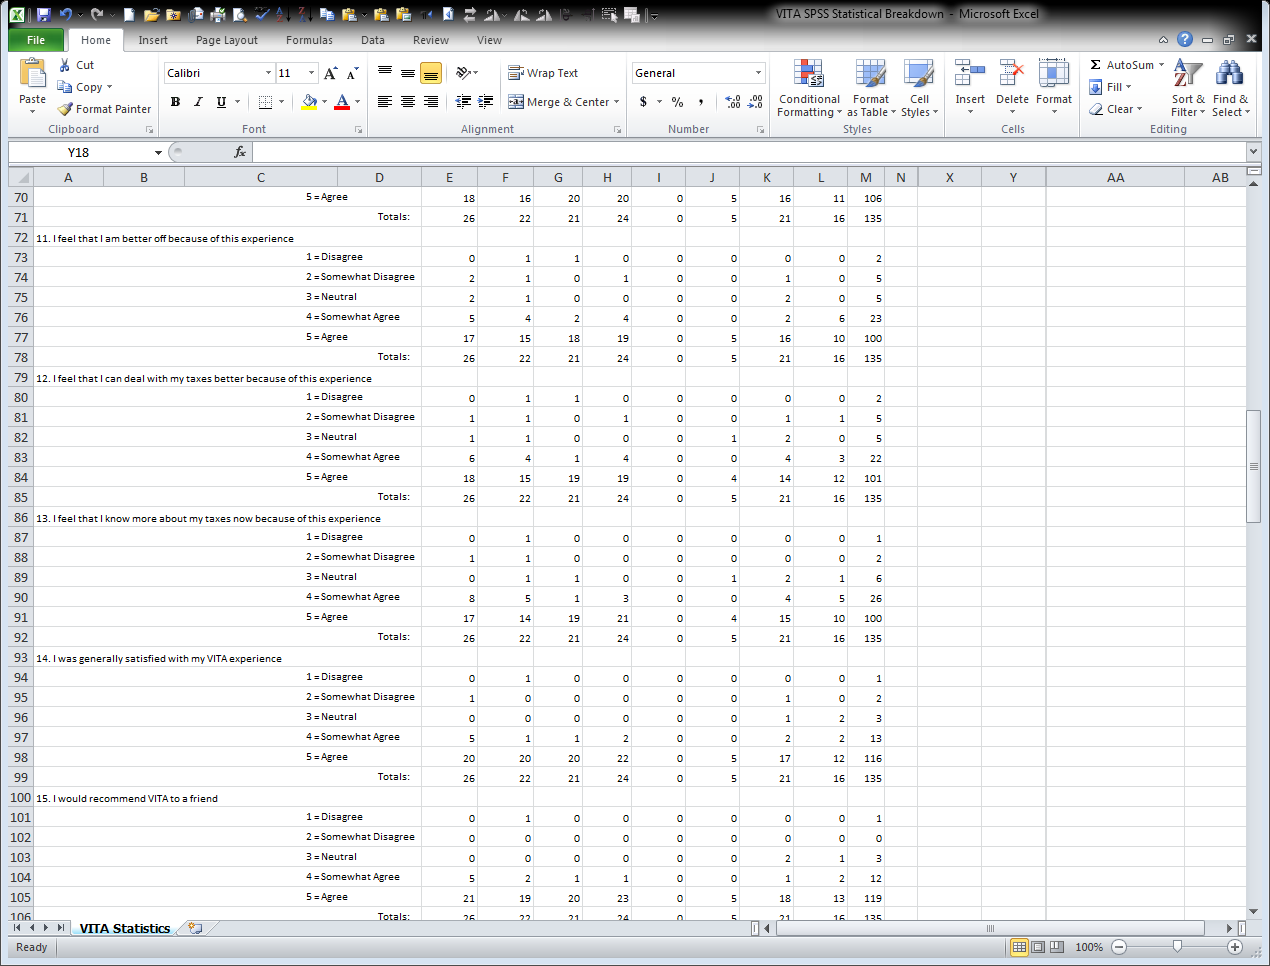 VITA SPSS Statistical Breakdown - Microsoft Excel
File Home Insert Page Layout Formulas Data Review View
Paste Cut Copy Format Painter Clipboard
Calibri 11 B I U Font
Wrap Text Merge & Center Alignment
General $ % , Number
Conditional Formatting Format as Table Cell Styles Styles
Insert Delete Format Cells
Σ AutoSum Fill Clear Sort & Filter Find & Select Editing
Y18 fx
A B C D E F G H I J K L M N X Y AA AB
70 5 = Agree 18 16 20 20 0 5 16 11 106
71 Totals: 26 22 21 24 0 5 21 16 135
72 11. I feel that I am better off because of this experience
73 1 = Disagree 0 1 1 0 0 0 0 0 2
74 2 = Somewhat Disagree 2 1 0 1 0 0 1 0 5
75 3 = Neutral 2 1 0 0 0 0 2 0 5
76 4 = Somewhat Agree 5 4 2 4 0 0 2 6 23
77 5 = Agree 17 15 18 19 0 5 16 10 100
78 Totals: 26 22 21 24 0 5 21 16 135
79 12. I feel that I can deal with my taxes better because of this experience
80 1 = Disagree 0 1 1 0 0 0 0 0 2
81 2 = Somewhat Disagree 1 1 0 1 0 0 1 1 5
82 3 = Neutral 1 1 0 0 0 1 2 0 5
83 4 = Somewhat Agree 6 4 1 4 0 0 4 3 22
84 5 = Agree 18 15 19 19 0 4 14 12 101
85 Totals: 26 22 21 24 0 5 21 16 135
86 13. I feel that I know more about my taxes now because of this experience
87 1 = Disagree 0 1 0 0 0 0 0 0 1
88 2 = Somewhat Disagree 1 1 0 0 0 0 0 0 2
89 3 = Neutral 0 1 1 0 0 1 2 1 6
90 4 = Somewhat Agree 8 5 1 3 0 0 4 5 26
91 5 = Agree 17 14 19 21 0 4 15 10 100
92 Totals: 26 22 21 24 0 5 21 16 135
93 14. I was generally satisfied with my VITA experience
94 1 = Disagree 0 1 0 0 0 0 0 0 1
95 2 = Somewhat Disagree 1 0 0 0 0 0 1 0 2
96 3 = Neutral 0 0 0 0 0 0 1 2 3
97 4 = Somewhat Agree 5 1 1 2 0 0 2 2 13
98 5 = Agree 20 20 20 22 0 5 17 12 116
99 Totals: 26 22 21 24 0 5 21 16 135
100 15. I would recommend VITA to a friend
101 1 = Disagree 0 1 0 0 0 0 0 0 1
102 2 = Somewhat Disagree 0 0 0 0 0 0 0 0 0
103 3 = Neutral 0 0 0 0 0 0 2 1 3
104 4 = Somewhat Agree 5 2 1 1 0 0 1 2 12
105 5 = Agree 21 19 20 23 0 5 18 13 119
106 Totals: 26 22 21 24 0 5 21 16 135
VITA Statistics
Ready 100%